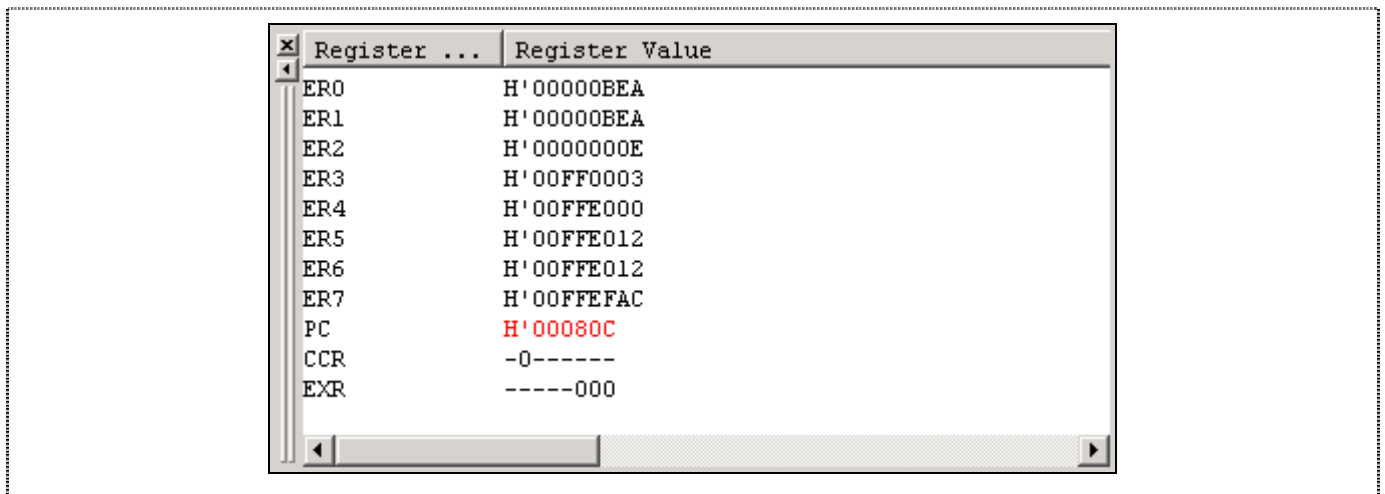 Register ... Register Value
ER0 H'00000BEA
ER1 H'00000BEA
ER2 H'0000000E
ER3 H'00FF0003
ER4 H'00FFE000
ER5 H'00FFE012
ER6 H'00FFE012
ER7 H'00FFEFAC
PC H'00080C
CCR -0------
EXR -----000